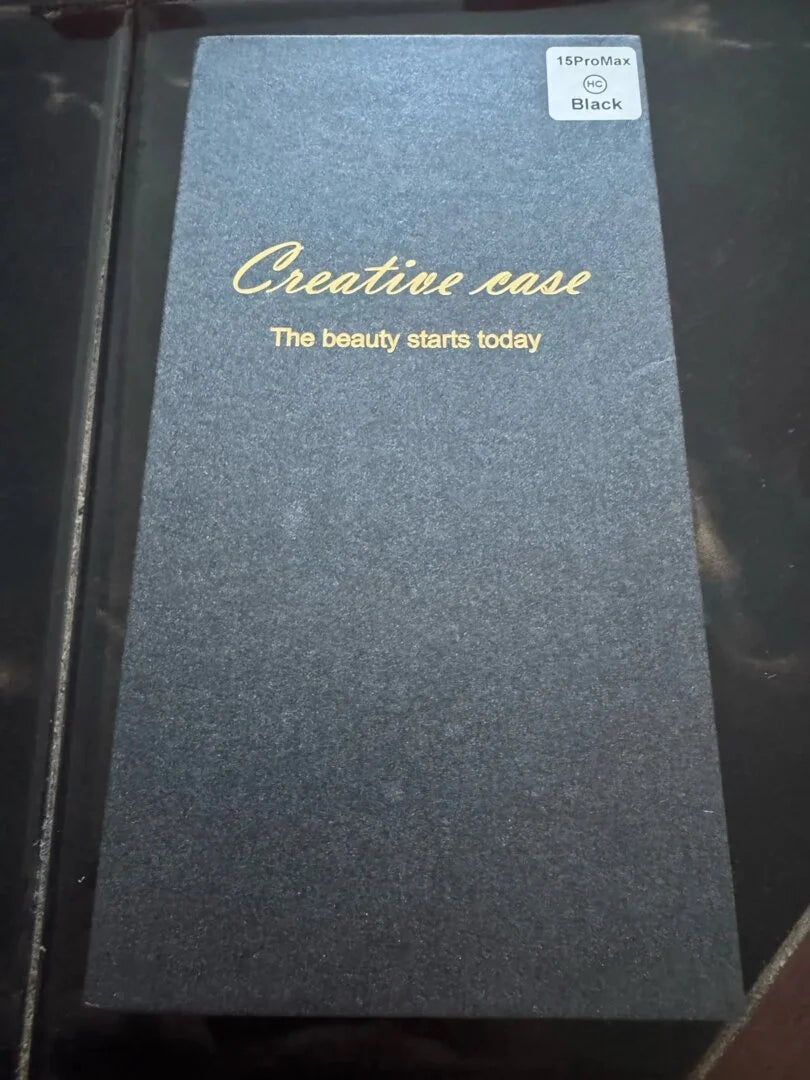 15ProMax
HC
Black
Creative case
The beauty starts today